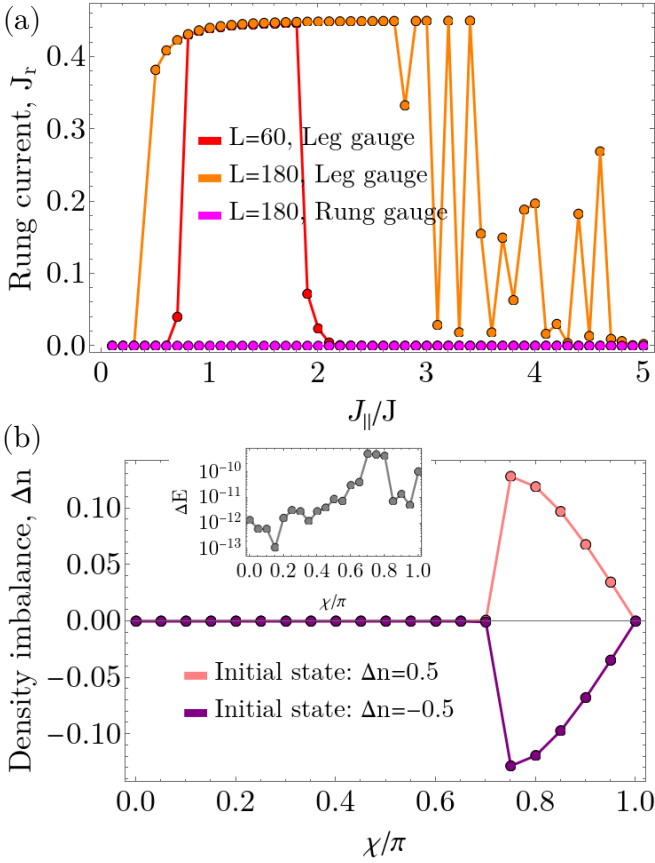 (a)
Rung current, J_r
0.4
0.3
0.2
0.1
0.0
L=60, Leg gauge
L=180, Leg gauge
L=180, Rung gauge
0 1 2 3 4 5
J_∥/J
(b)
Density imbalance, Δn
0.10
0.05
0.00
−0.05
−0.10
ΔE
10^-10
10^-11
10^-12
10^-13
0.0 0.2 0.4 0.6 0.8 1.0
χ/π
Initial state: Δn=0.5
Initial state: Δn=−0.5
0.0 0.2 0.4 0.6 0.8 1.0
χ/π